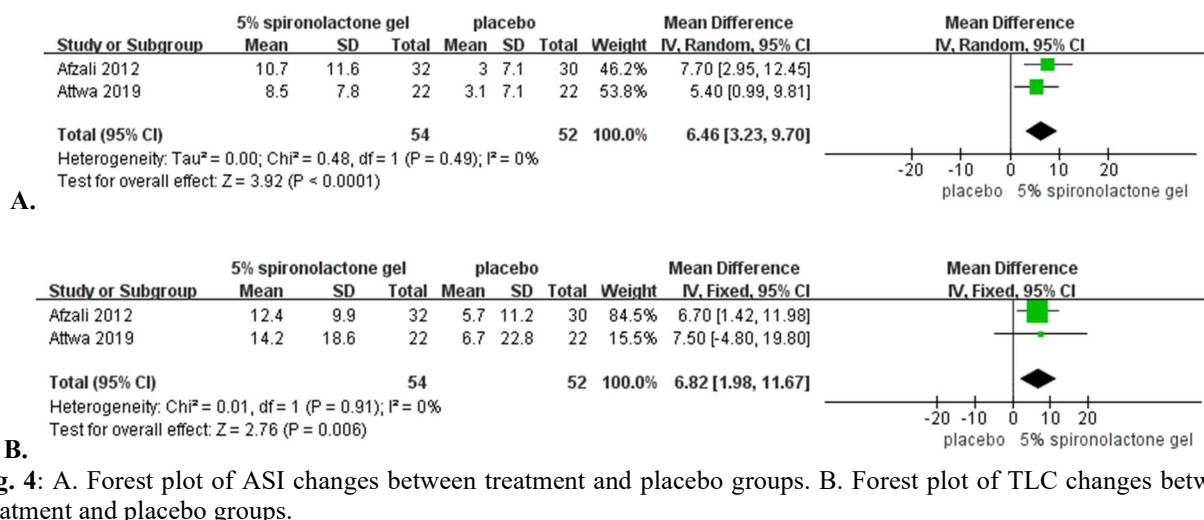 5% spironolactone gel placebo Mean Difference Mean Difference
Study or Subgroup Mean SD Total Mean SD Total Weight IV, Random, 95% CI IV, Random, 95% CI
Afzali 2012 10.7 11.6 32 3 7.1 30 46.2% 7.70 [2.95, 12.45]
Attwa 2019 8.5 7.8 22 3.1 7.1 22 53.8% 5.40 [0.99, 9.81]
Total (95% CI) 54 52 100.0% 6.46 [3.23, 9.70]
Heterogeneity: Tau² = 0.00; Chi² = 0.48, df = 1 (P = 0.49); I² = 0%
Test for overall effect: Z = 3.92 (P < 0.0001)
-20 -10 0 10 20
placebo 5% spironolactone gel
A.
5% spironolactone gel placebo Mean Difference Mean Difference
Study or Subgroup Mean SD Total Mean SD Total Weight IV, Fixed, 95% CI IV, Fixed, 95% CI
Afzali 2012 12.4 9.9 32 5.7 11.2 30 84.5% 6.70 [1.42, 11.98]
Attwa 2019 14.2 18.6 22 6.7 22.8 22 15.5% 7.50 [-4.80, 19.80]
Total (95% CI) 54 52 100.0% 6.82 [1.98, 11.67]
Heterogeneity: Chi² = 0.01, df = 1 (P = 0.91); I² = 0%
Test for overall effect: Z = 2.76 (P = 0.006)
-20 -10 0 10 20
placebo 5% spironolactone gel
B.
g. 4: A. Forest plot of ASI changes between treatment and placebo groups. B. Forest plot of TLC changes betw
atment and placebo groups.